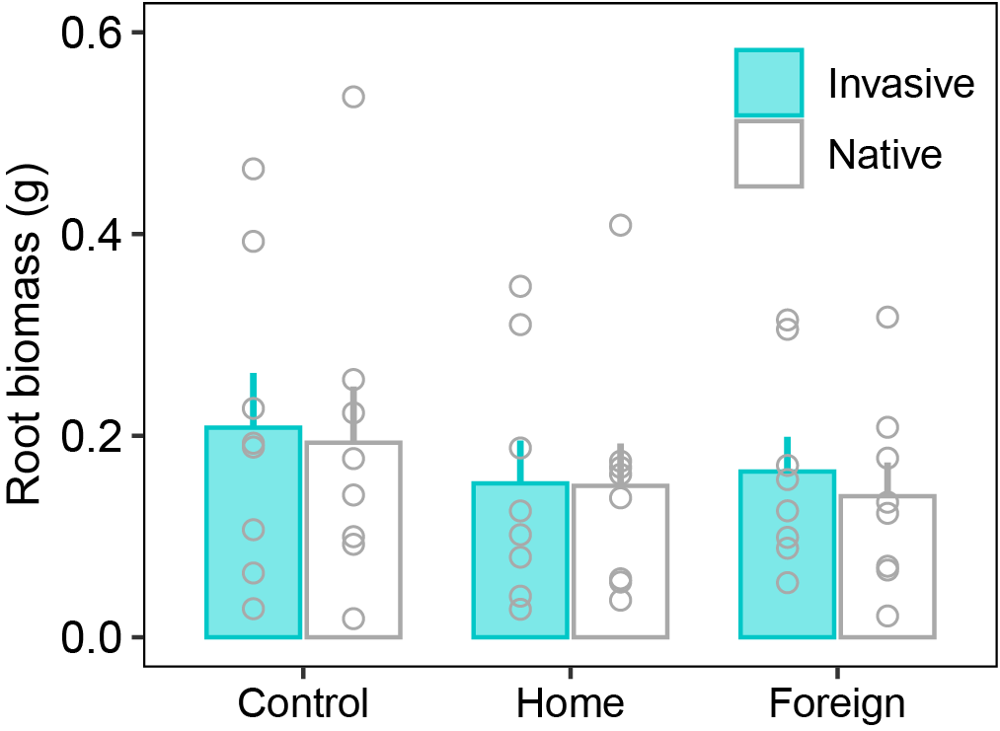 0.6
0.4
0.2
0.0
Root biomass (g)
Invasive
Native
Control
Home
Foreign